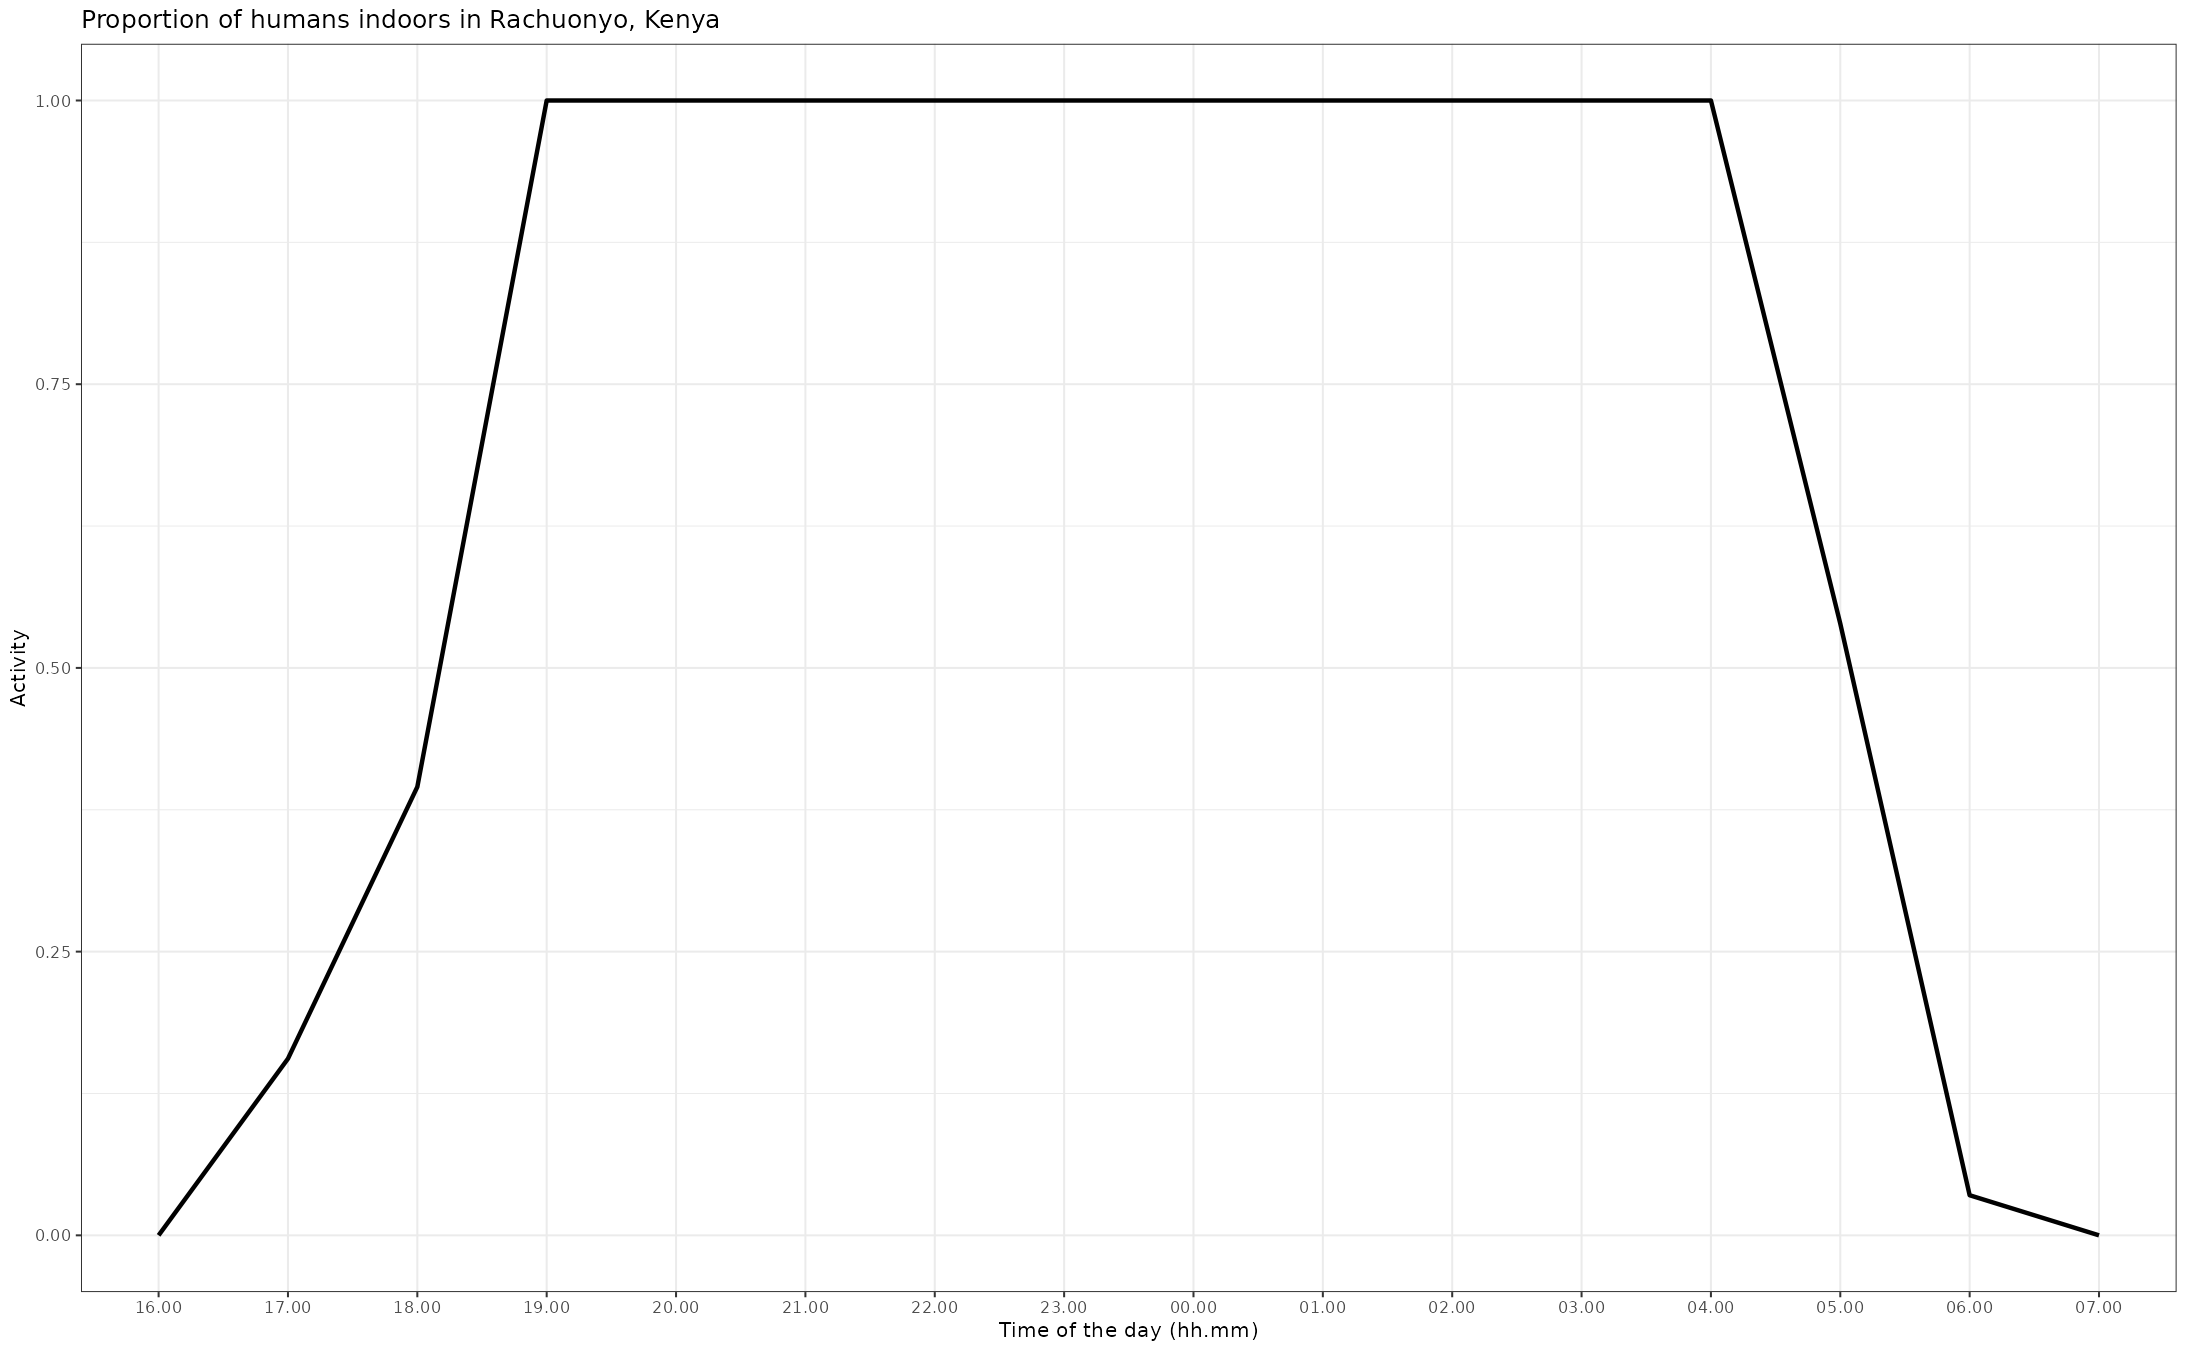 Proportion of humans indoors in Rachuonyo, Kenya
1.00
0.75
0.50
0.25
0.00
Activity
16.00 17.00 18.00 19.00 20.00 21.00 22.00 23.00 00.00 01.00 02.00 03.00 04.00 05.00 06.00 07.00
Time of the day (hh.mm)